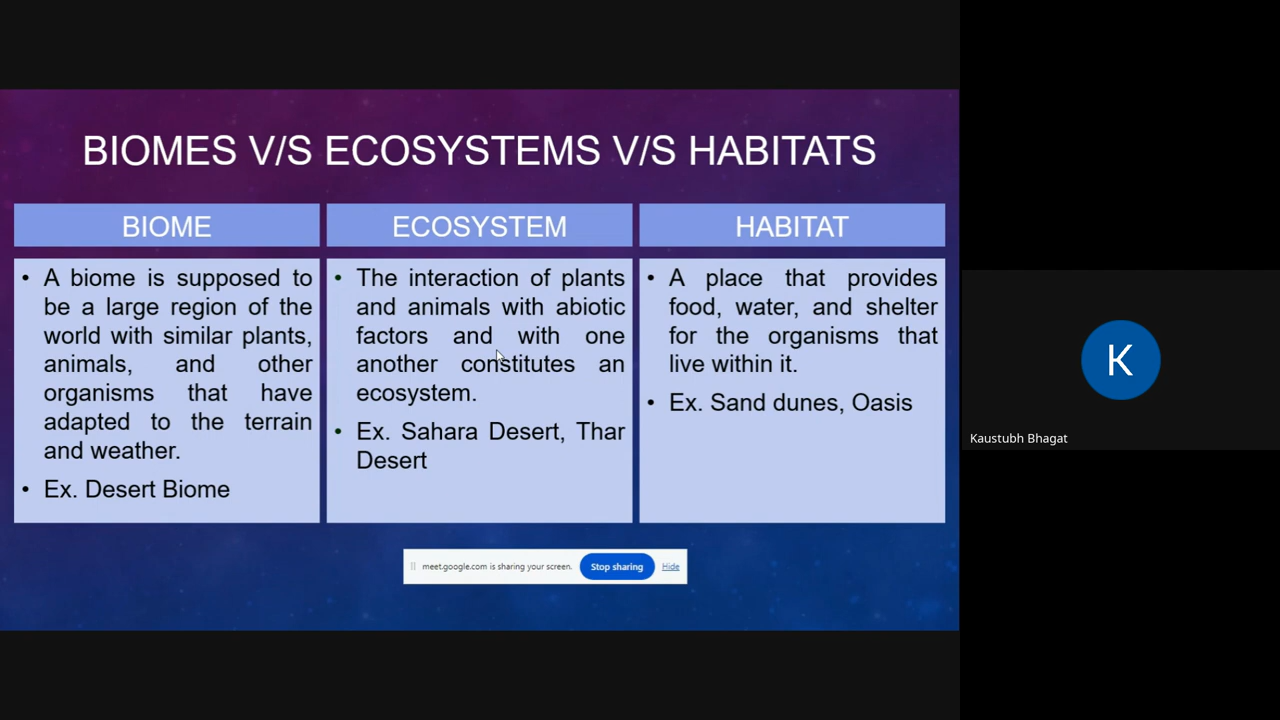 BIOMES V/S ECOSYSTEMS V/S HABITATS
BIOME
• A biome is supposed to
be a large region of the
world with similar plants,
animals, and other
organisms that have
adapted to the terrain
and weather.
• Ex. Desert Biome
ECOSYSTEM
• The interaction of plants
and animals with abiotic
factors and with one
another constitutes an
ecosystem.
• Ex. Sahara Desert, Thar
Desert
HABITAT
• A place that provides
food, water, and shelter
for the organisms that
live within it.
• Ex. Sand dunes, Oasis
meet.google.com is sharing your screen. Stop sharing Hide
K
Kaustubh Bhagat